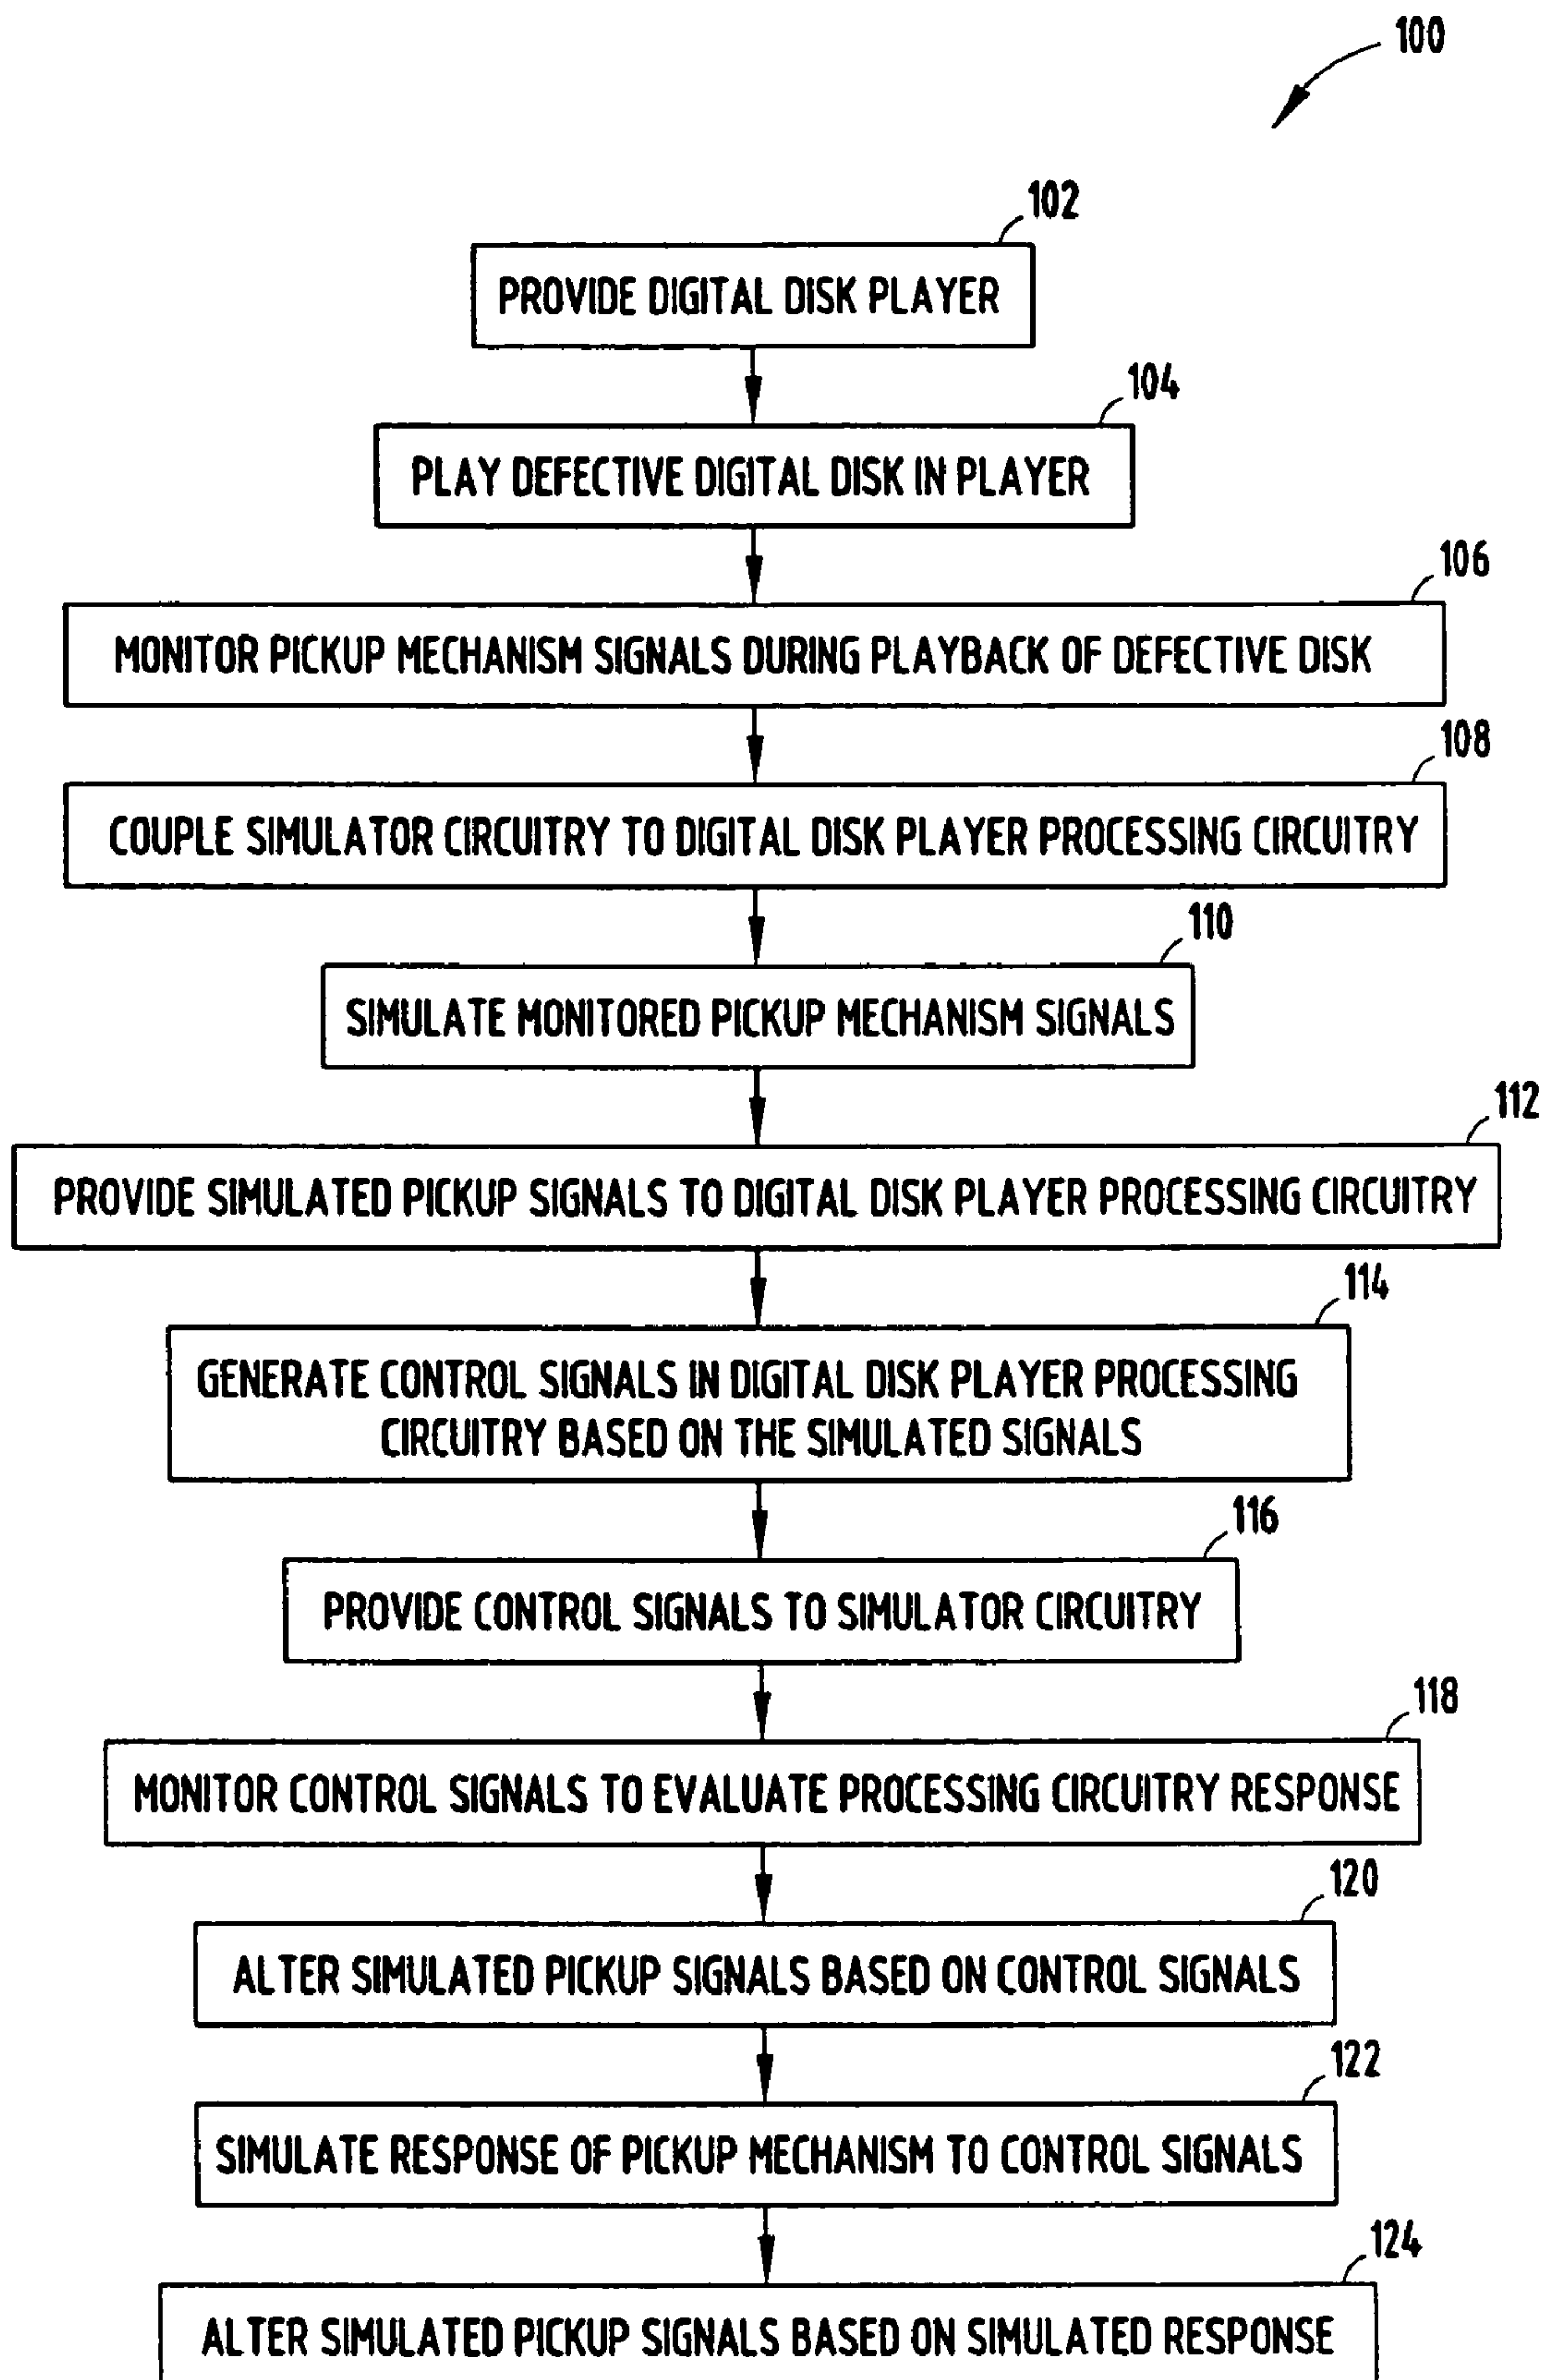 100
102
PROVIDE DIGITAL DISK PLAYER
104
PLAY DEFECTIVE DIGITAL DISK IN PLAYER
106
MONITOR PICKUP MECHANISM SIGNALS DURING PLAYBACK OF DEFECTIVE DISK
108
COUPLE SIMULATOR CIRCUITRY TO DIGITAL DISK PLAYER PROCESSING CIRCUITRY
110
SIMULATE MONITORED PICKUP MECHANISM SIGNALS
112
PROVIDE SIMULATED PICKUP SIGNALS TO DIGITAL DISK PLAYER PROCESSING CIRCUITRY
114
GENERATE CONTROL SIGNALS IN DIGITAL DISK PLAYER PROCESSING
CIRCUITRY BASED ON THE SIMULATED SIGNALS
116
PROVIDE CONTROL SIGNALS TO SIMULATOR CIRCUITRY
118
MONITOR CONTROL SIGNALS TO EVALUATE PROCESSING CIRCUITRY RESPONSE
120
ALTER SIMULATED PICKUP SIGNALS BASED ON CONTROL SIGNALS
122
SIMULATE RESPONSE OF PICKUP MECHANISM TO CONTROL SIGNALS
124
ALTER SIMULATED PICKUP SIGNALS BASED ON SIMULATED RESPONSE